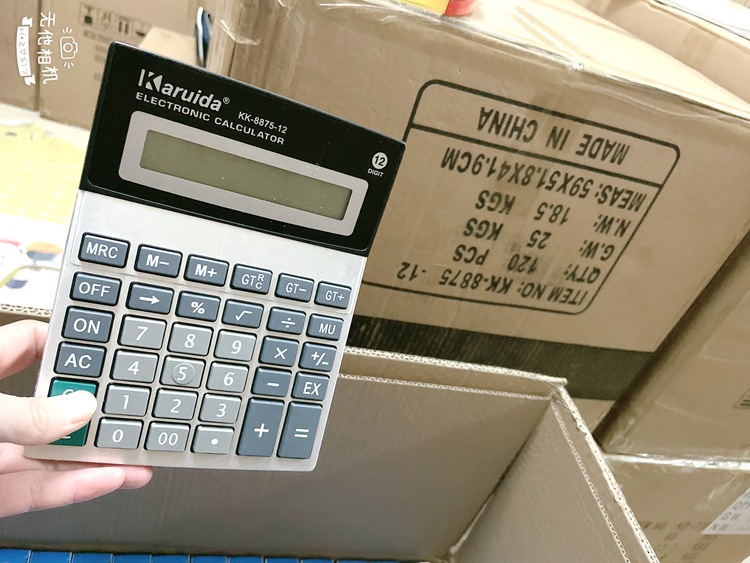 无他相机
Karuida®
ELECTRONIC CALCULATOR
KK-8875-12
12
DIGIT
MRC M− M+ GT RC GT− GT+
OFF → % √ ÷ MU
ON 7 8 9 × +/−
AC 4 5 6 − EX
1 2 3 + =
0 00 •
ITEM NO: KK-8875 -12
QTY: 120 PCS
G.W: 25 KGS
N.W: 18.5 KGS
MEAS: 59X51.8X41.9CM
MADE IN CHINA